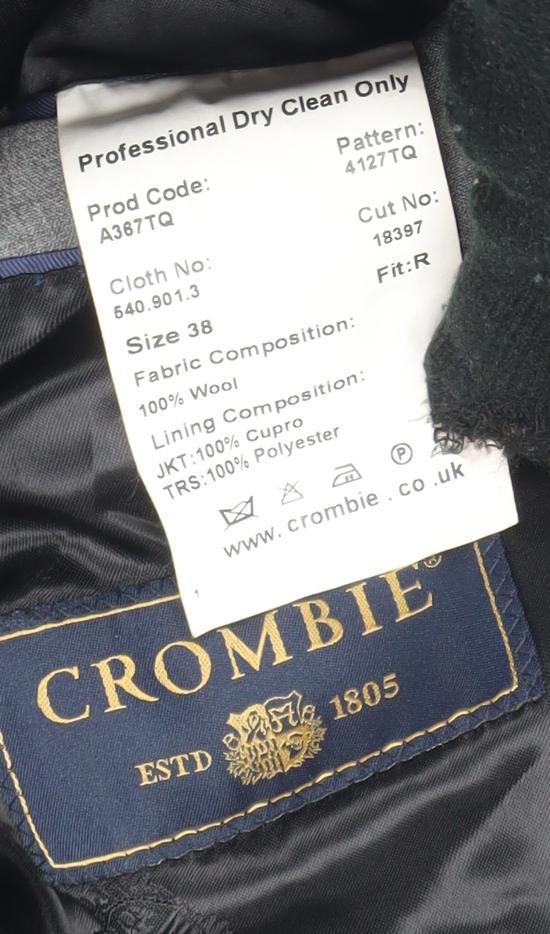 Professional Dry Clean Only
Prod Code: Pattern:
A367TQ 4127TQ
Cloth No: Cut No:
540.901.3 18397
Size 38 Fit:R
Fabric Composition:
100% Wool
Lining Composition:
JKT:100% Cupro
TRS:100% Polyester
P
www.crombie.co.uk
1
CROMBIE®
ESTD 1805